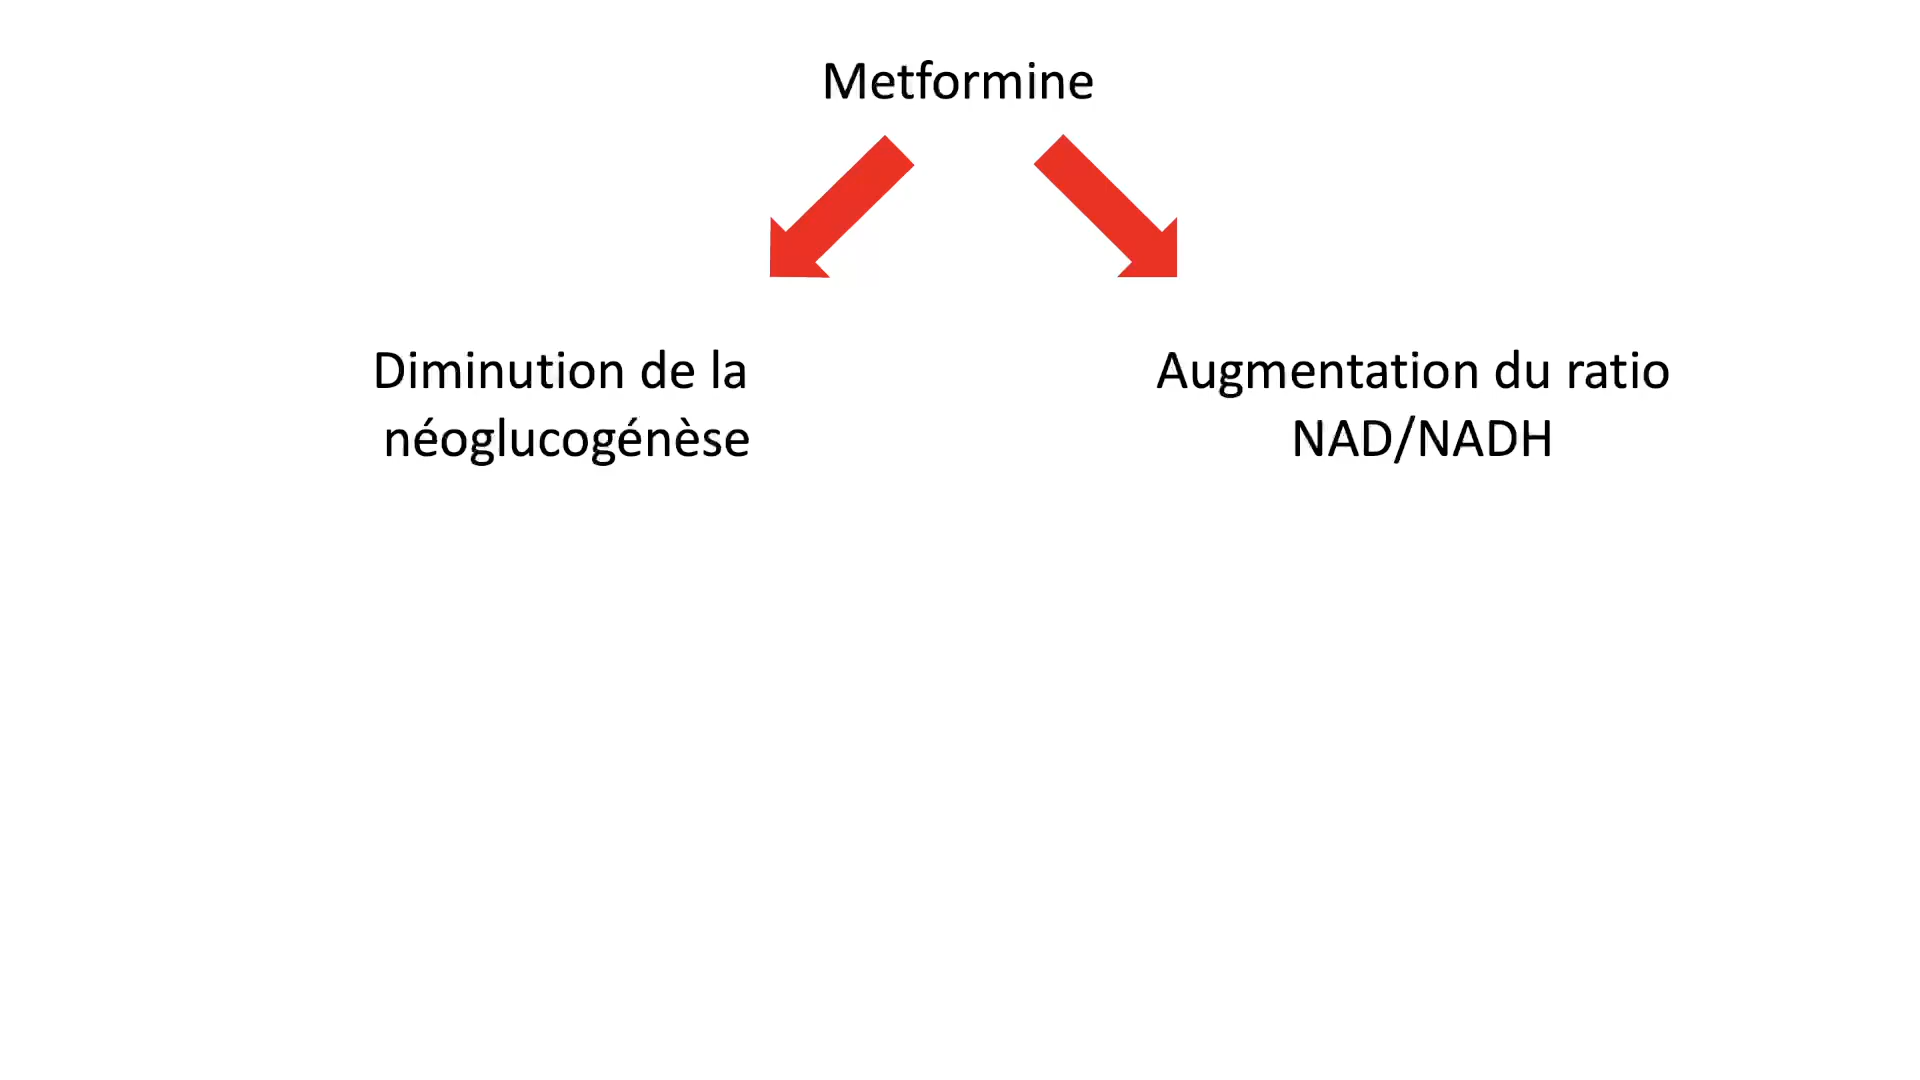 Metformine
Diminution de la
néoglucogénèse
Augmentation du ratio
NAD/NADH